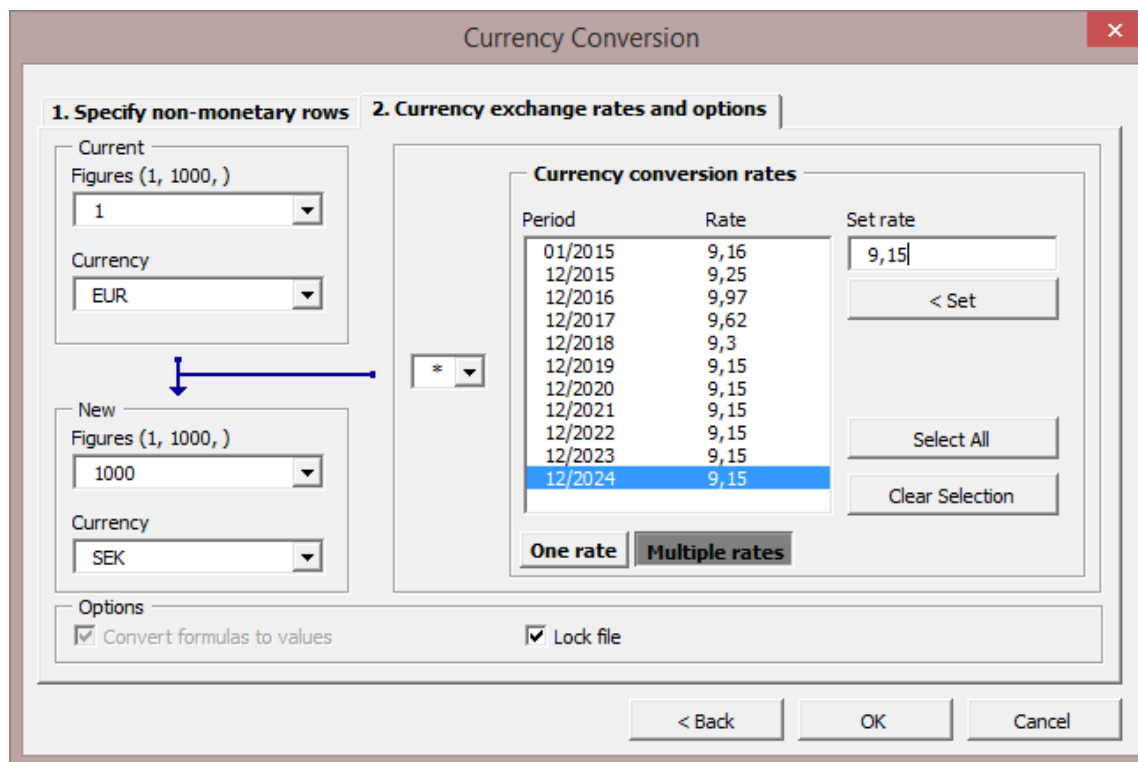 Currency Conversion
1. Specify non-monetary rows
2. Currency exchange rates and options
Current
Figures (1, 1000, )
1
Currency
EUR
New
Figures (1, 1000, )
1000
Currency
SEK
*
Currency conversion rates
Period Rate
01/2015 9,16
12/2015 9,25
12/2016 9,97
12/2017 9,62
12/2018 9,3
12/2019 9,15
12/2020 9,15
12/2021 9,15
12/2022 9,15
12/2023 9,15
12/2024 9,15
Set rate
9,15
< Set
Select All
Clear Selection
One rate
Multiple rates
Options
Convert formulas to values
Lock file
< Back
OK
Cancel